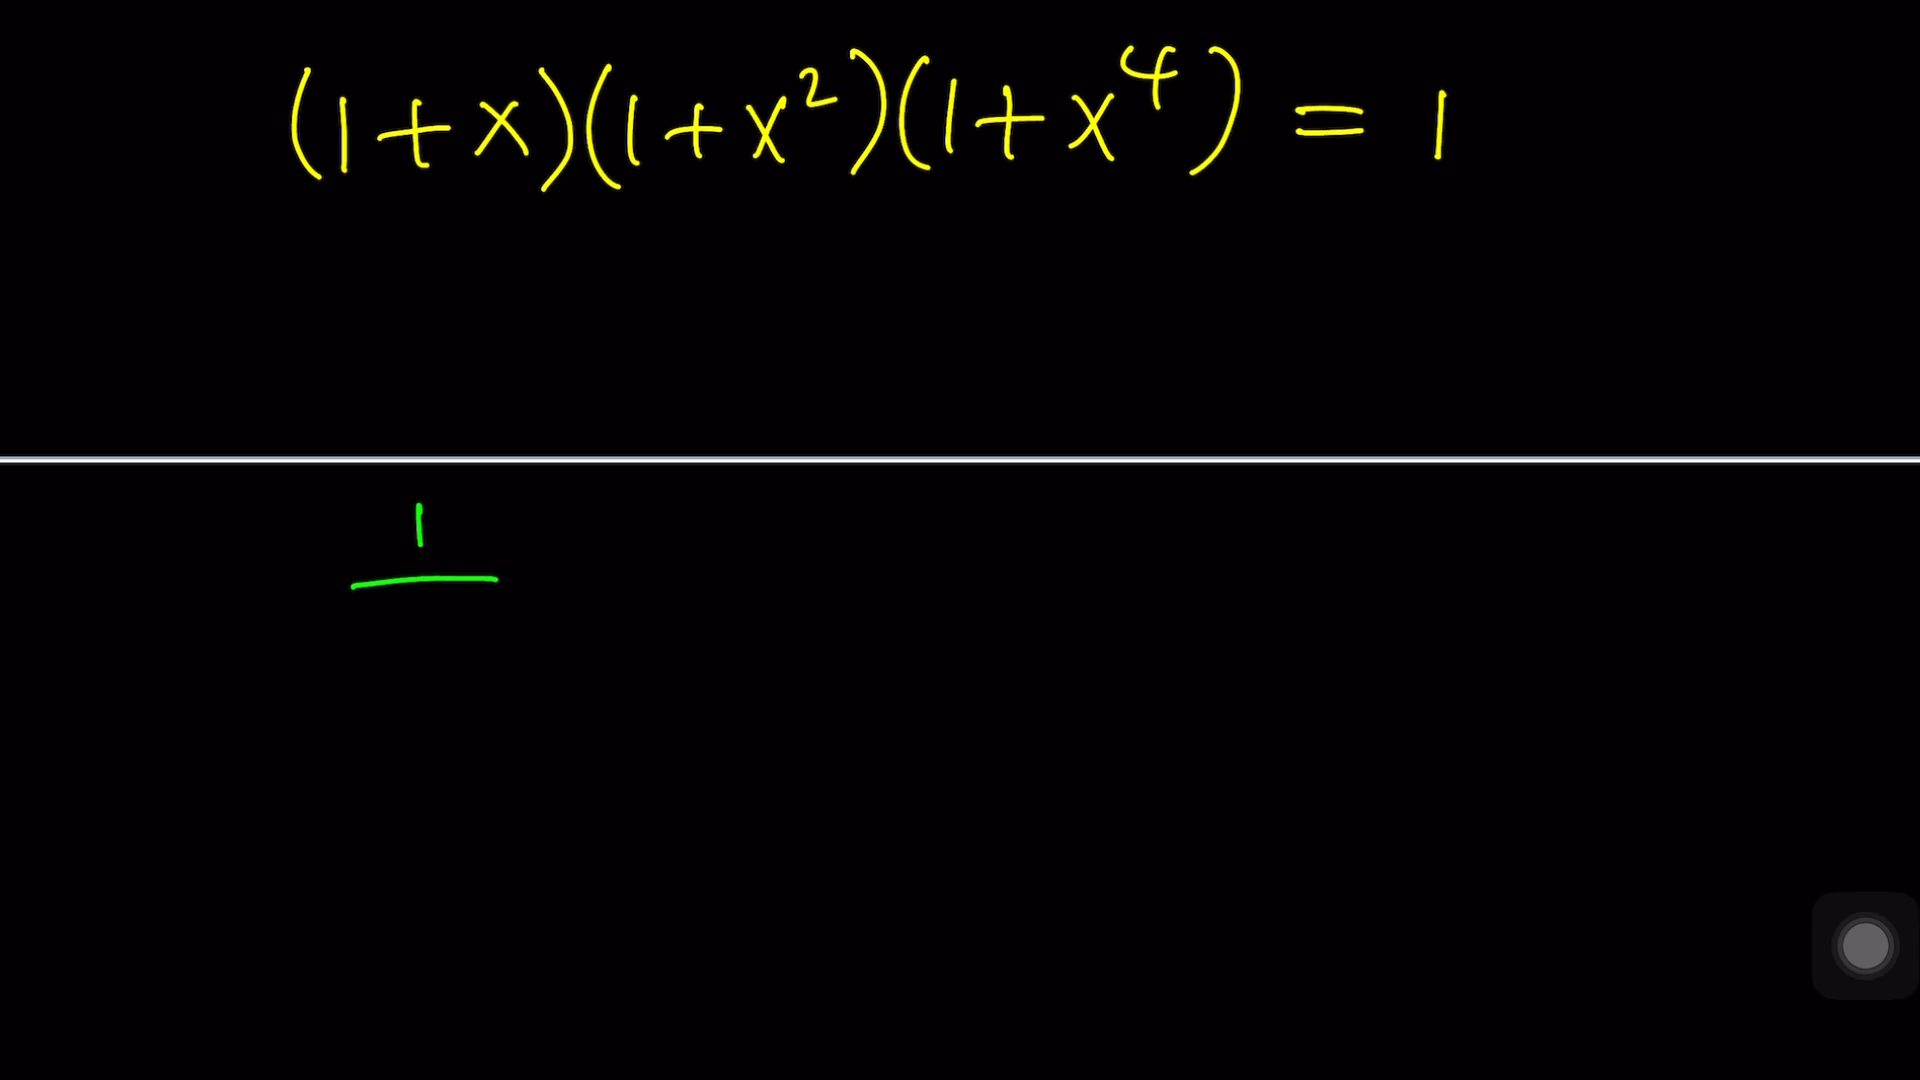 (1+x)(1+x²)(1+x⁴) = 1
1